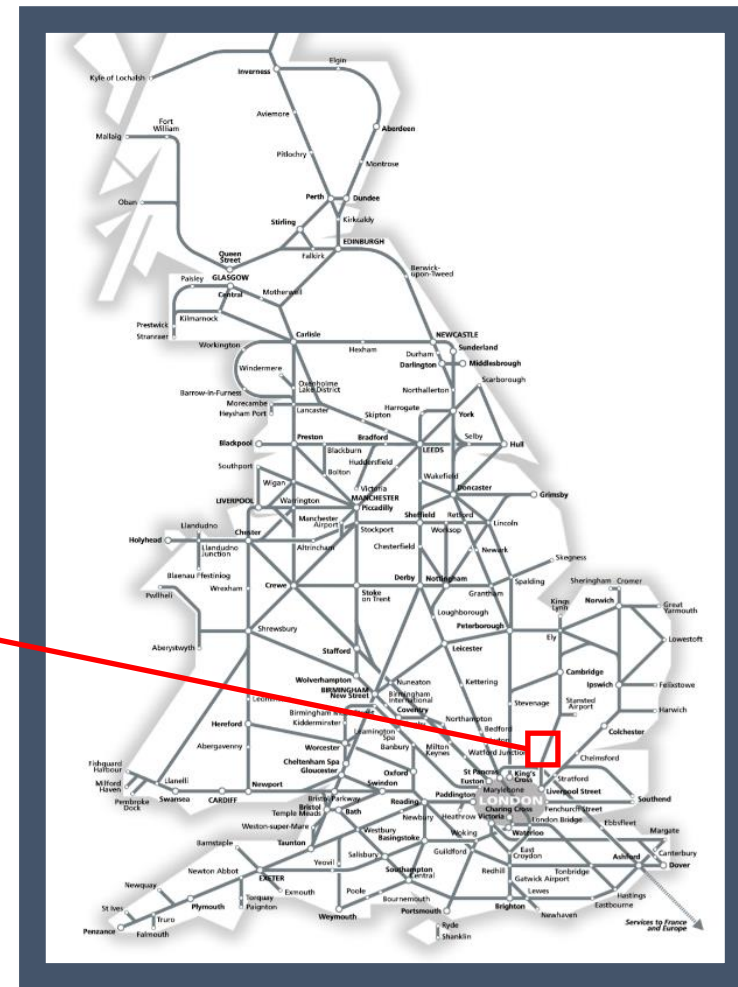 Elgin
Inverness
Kyle of Lochalsh
Aviemore
Fort
William
Mallaig
Aberdeen
Pitlochry
Montrose
Perth
Dundee
Oban
Stirling
Kirkcaldy
EDINBURGH
Queen
Street
Falkirk
Berwick-
upon-Tweed
GLASGOW
Paisley
Central
Motherwell
Kilmarnock
Prestwick
Stranraer
Carlisle
NEWCASTLE
Workington
Hexham
Sunderland
Durham
Darlington
Middlesbrough
Windermere
Oxenholme
Lake District
Scarborough
Northallerton
Barrow-in-Furness
Morecambe
Heysham Port
Lancaster
Harrogate
Skipton
York
Blackpool
Preston
Blackburn
Bradford
LEEDS
Selby
Hull
Southport
Bolton
Huddersfield
Wakefield
Wigan
Victoria
Doncaster
Grimsby
LIVERPOOL
Warrington
MANCHESTER
Piccadilly
Manchester
Airport
Stockport
Sheffield
Retford
Worksop
Lincoln
Llandudno
Holyhead
Chester
Llandudno
Junction
Altrincham
Chesterfield
Newark
Skegness
Blaenau Ffestiniog
Pwllheli
Wrexham
Crewe
Stoke
on Trent
Derby
Nottingham
Grantham
Spalding
Sheringham
Cromer
Kings
Lynn
Norwich
Great
Yarmouth
Loughborough
Aberystwyth
Shrewsbury
Peterborough
Ely
Lowestoft
Stafford
Leicester
Wolverhampton
Nuneaton
Kettering
Cambridge
Ipswich
Felixstowe
BIRMINGHAM
New Street
Birmingham
International
Coventry
Stevenage
Stansted
Airport
Harwich
Kidderminster
Northampton
Colchester
Hereford
Leamington
Spa
Bedford
Abergavenny
Worcester
Banbury
Milton
Keynes
Watford Junction
Chelmsford
Fishguard
Harbour
Cheltenham Spa
Gloucester
Oxford
St Pancras
Euston
King's
Cross
Stratford
Milford
Haven
Llanelli
Swindon
Marylebone
Liverpool Street
Pembroke
Dock
Swansea
CARDIFF
Newport
Bristol Parkway
Reading
Paddington
LONDON
Southend
Bristol
Temple Meads
Bath
Newbury
Heathrow
Victoria
Charing Cross
Fenchurch Street
London Bridge
Ebbsfleet
Weston-super-Mare
Westbury
Basingstoke
Woking
Waterloo
Margate
Barnstaple
Taunton
Salisbury
Guildford
East
Croydon
Canterbury
Ashford
Dover
Newton Abbot
Yeovil
Southampton
Central
Redhill
Tonbridge
Gatwick Airport
EXETER
Newquay
Exmouth
Poole
Bournemouth
Lewes
Hastings
Eastbourne
St Ives
Plymouth
Torquay
Paignton
Weymouth
Portsmouth
Brighton
Newhaven
Truro
Falmouth
Penzance
Ryde
Shanklin
Services to France
and Europe